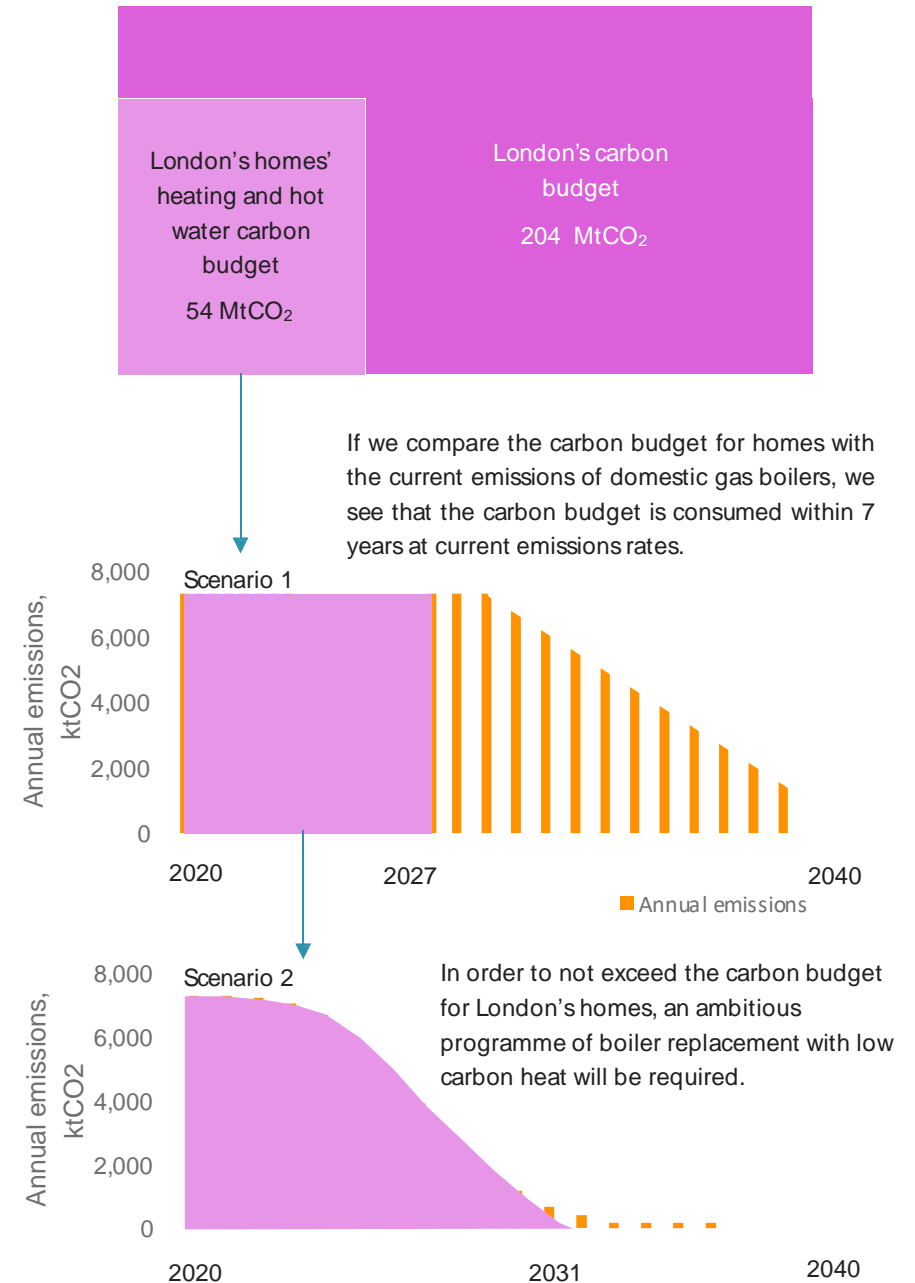 London's homes'
heating and hot
water carbon
budget
54 MtCO₂
London's carbon
budget
204 MtCO₂
If we compare the carbon budget for homes with
the current emissions of domestic gas boilers, we
see that the carbon budget is consumed within 7
years at current emissions rates.
Scenario 1
Annual emissions,
ktCO2
8,000
6,000
4,000
2,000
0
2020
2027
2040
Annual emissions
Scenario 2
In order to not exceed the carbon budget
for London's homes, an ambitious
programme of boiler replacement with low
carbon heat will be required.
Annual emissions,
ktCO2
8,000
6,000
4,000
2,000
0
2020
2031
2040